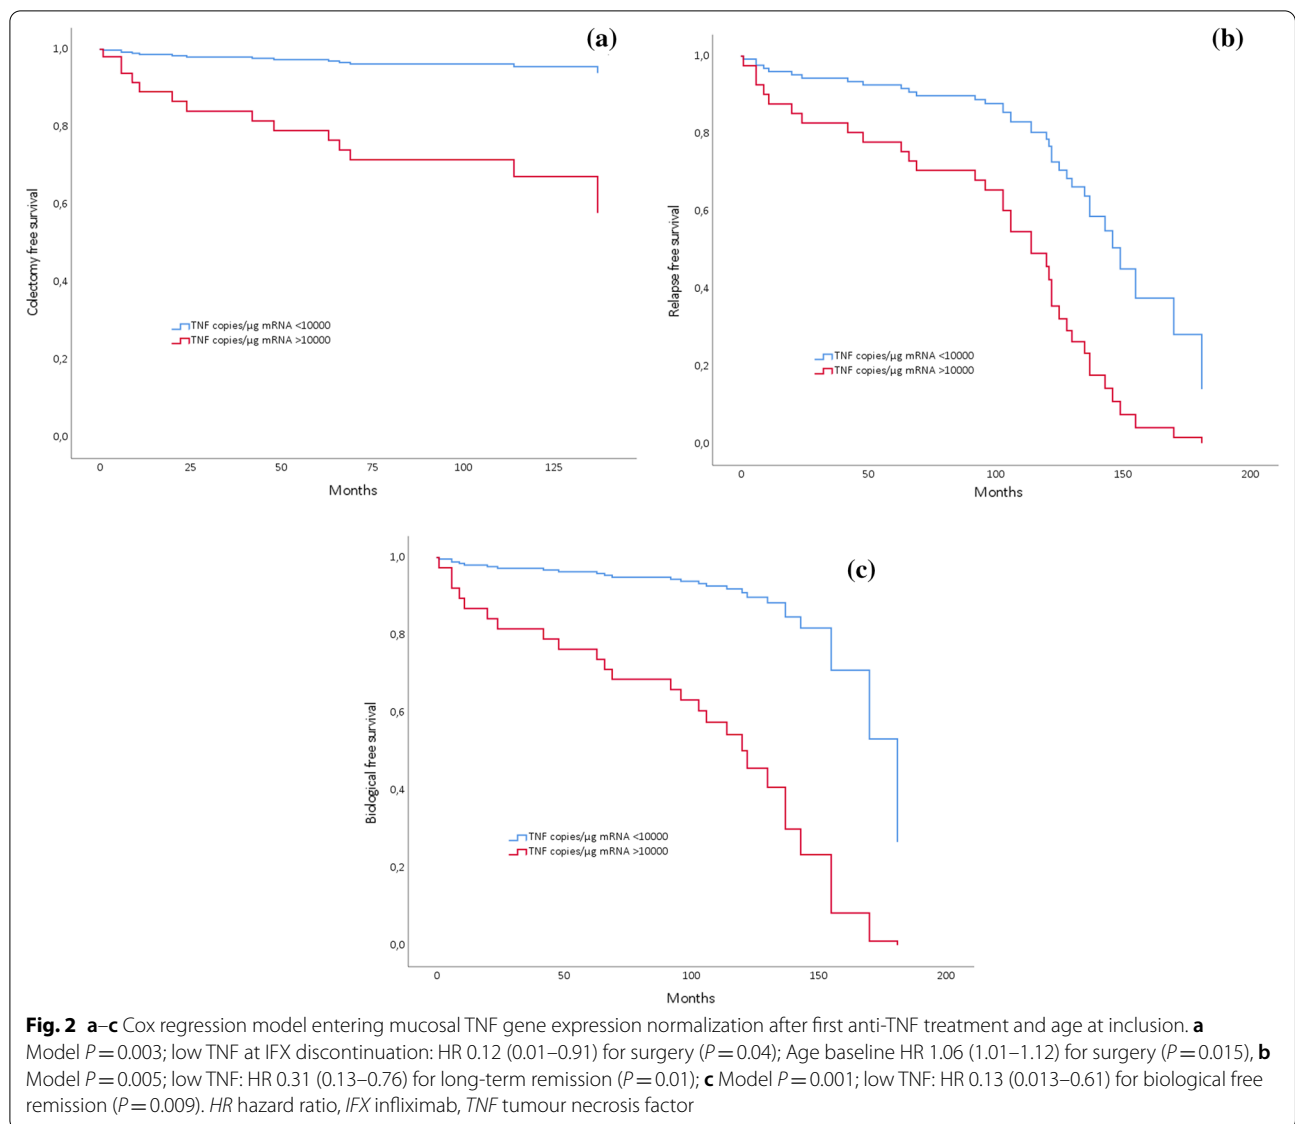 (a)
1,0
0,8
0,6
0,4
0,2
0,0
Colectomy free survival
TNF copies/µg mRNA <10000
TNF copies/µg mRNA >10000
0 25 50 75 100 125
Months
(b)
1,0
0,8
0,6
0,4
0,2
0,0
Relapse free survival
TNF copies/µg mRNA <10000
TNF copies/µg mRNA >10000
0 50 100 150 200
Months
(c)
1,0
0,8
0,6
0,4
0,2
0,0
Biological free survival
TNF copies/µg mRNA <10000
TNF copies/µg mRNA >10000
0 50 100 150 200
Months
Fig. 2 a–c Cox regression model entering mucosal TNF gene expression normalization after first anti-TNF treatment and age at inclusion. a
Model P = 0.003; low TNF at IFX discontinuation: HR 0.12 (0.01–0.91) for surgery (P = 0.04); Age baseline HR 1.06 (1.01–1.12) for surgery (P = 0.015), b
Model P = 0.005; low TNF: HR 0.31 (0.13–0.76) for long-term remission (P = 0.01); c Model P = 0.001; low TNF: HR 0.13 (0.013–0.61) for biological free
remission (P = 0.009). HR hazard ratio, IFX infliximab, TNF tumour necrosis factor